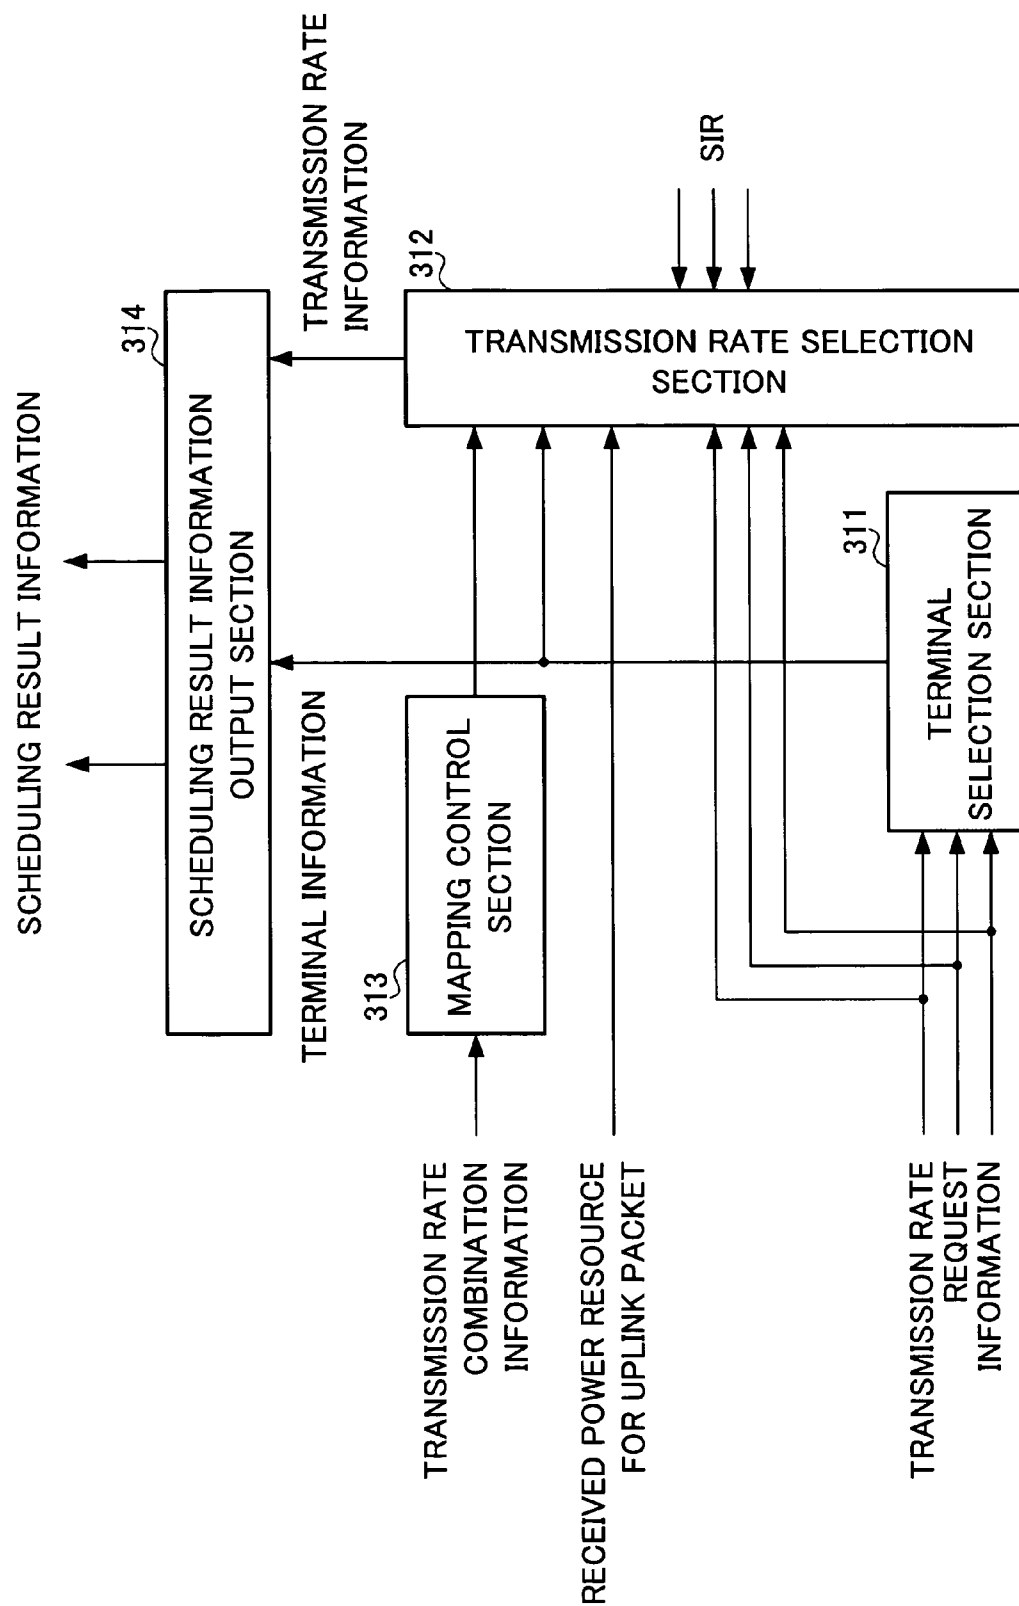 SCHEDULING RESULT INFORMATION
314
SCHEDULING RESULT INFORMATION
OUTPUT SECTION
TERMINAL INFORMATION
TRANSMISSION RATE
INFORMATION
313
MAPPING CONTROL
SECTION
312
TRANSMISSION RATE SELECTION
SECTION
SIR
TRANSMISSION RATE
COMBINATION
INFORMATION
RECEIVED POWER RESOURCE
FOR UPLINK PACKET
311
TERMINAL
SELECTION SECTION
TRANSMISSION RATE
REQUEST
INFORMATION